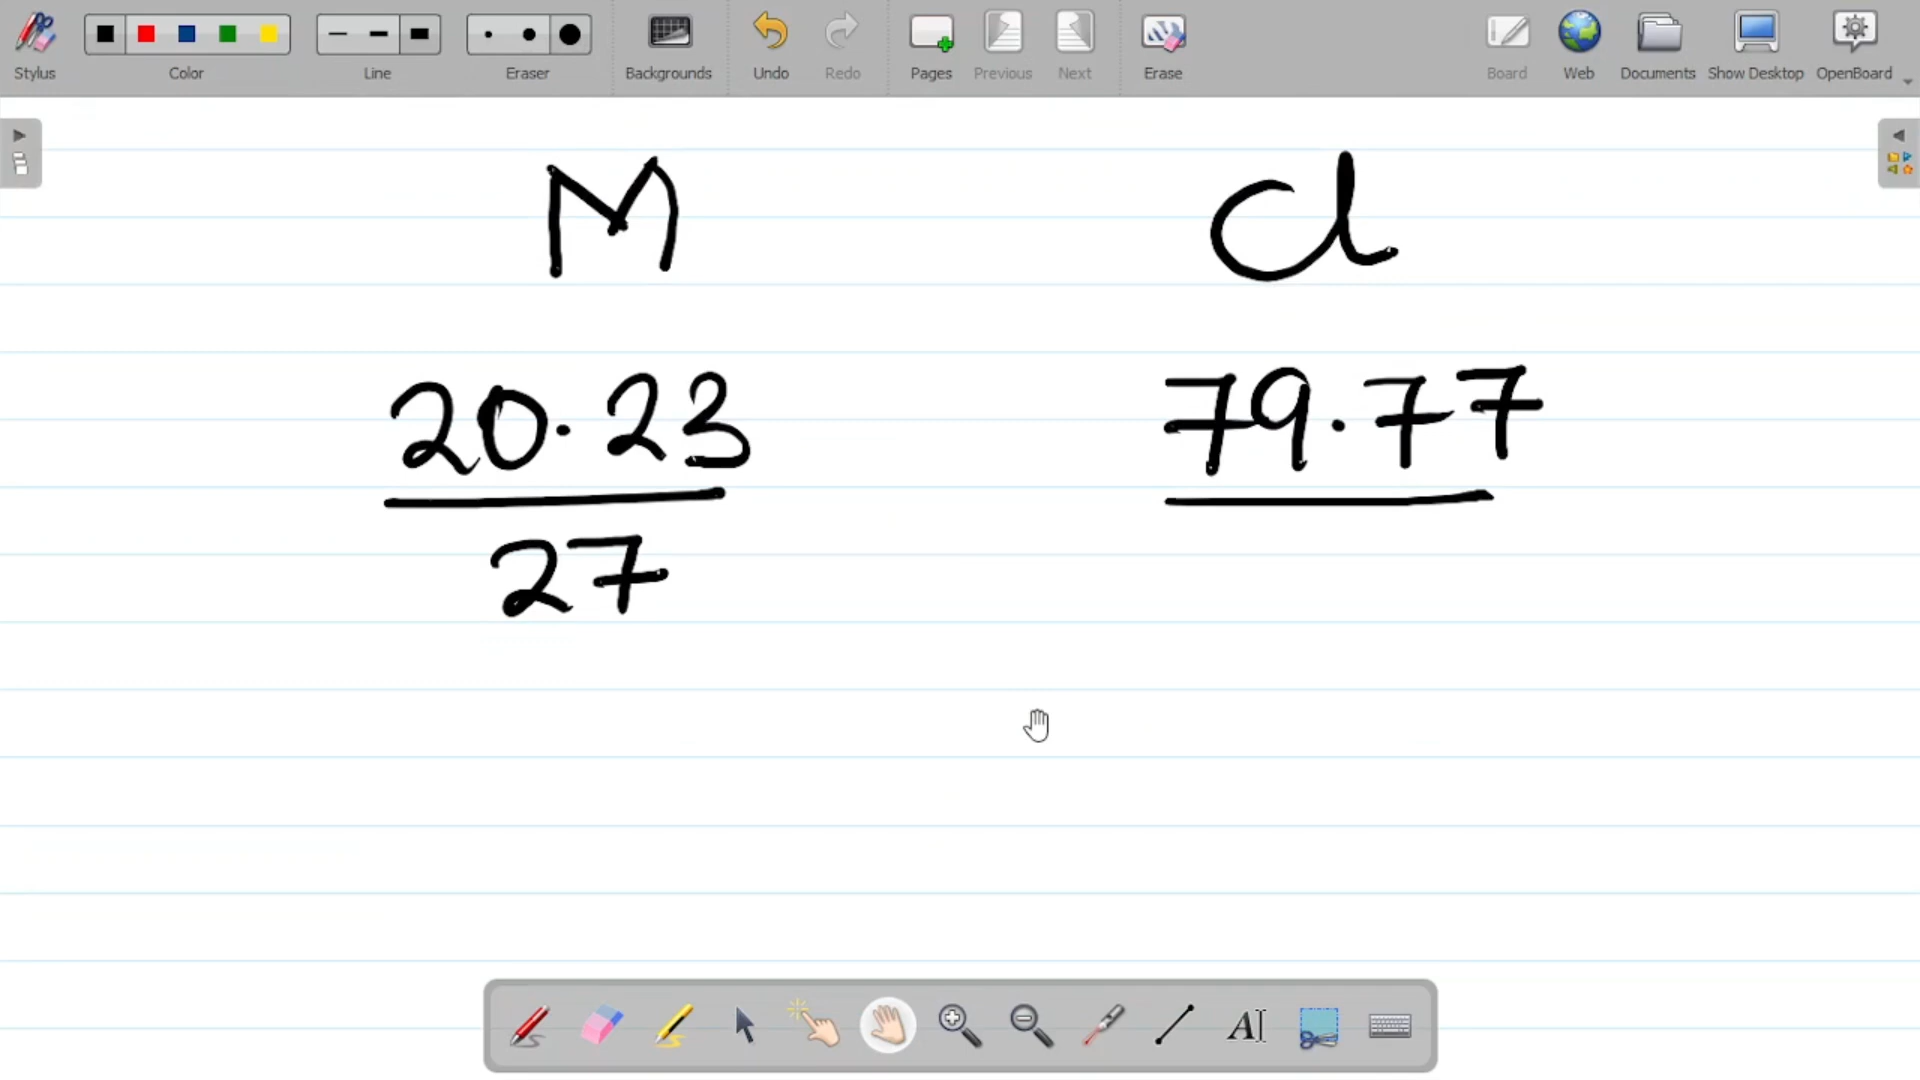 Stylus Color Line Eraser Backgrounds Undo Redo Pages Previous Next Erase Board Web Documents Show Desktop OpenBoard
M Cl
20.23 79.77
27